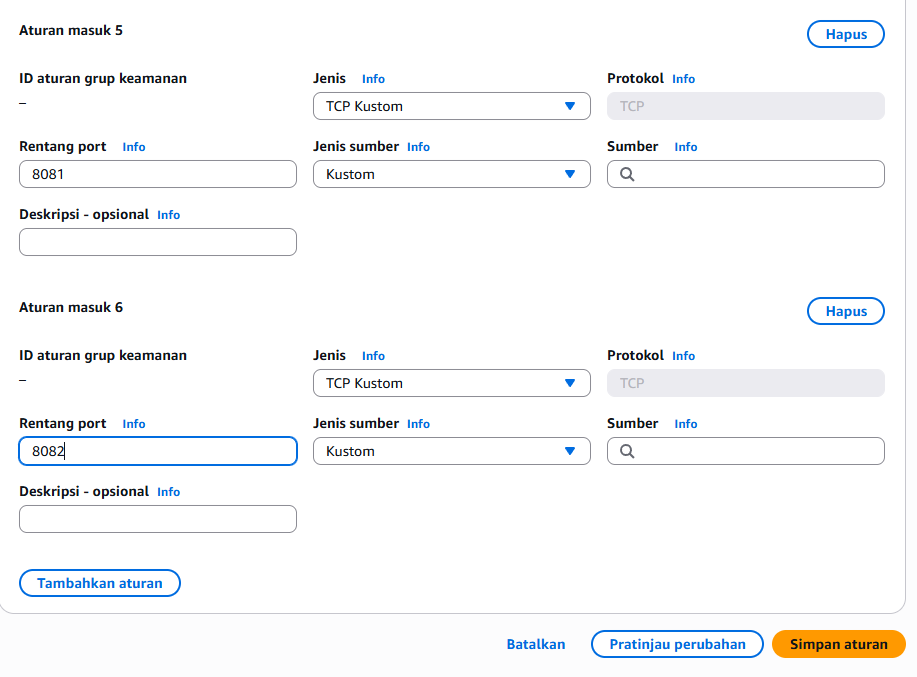 Aturan masuk 5
Hapus
ID aturan grup keamanan
–
Jenis Info
TCP Kustom
Protokol Info
TCP
Rentang port Info
8081
Jenis sumber Info
Kustom
Sumber Info
Deskripsi - opsional Info
Aturan masuk 6
Hapus
ID aturan grup keamanan
–
Jenis Info
TCP Kustom
Protokol Info
TCP
Rentang port Info
8082
Jenis sumber Info
Kustom
Sumber Info
Deskripsi - opsional Info
Tambahkan aturan
Batalkan
Pratinjau perubahan
Simpan aturan